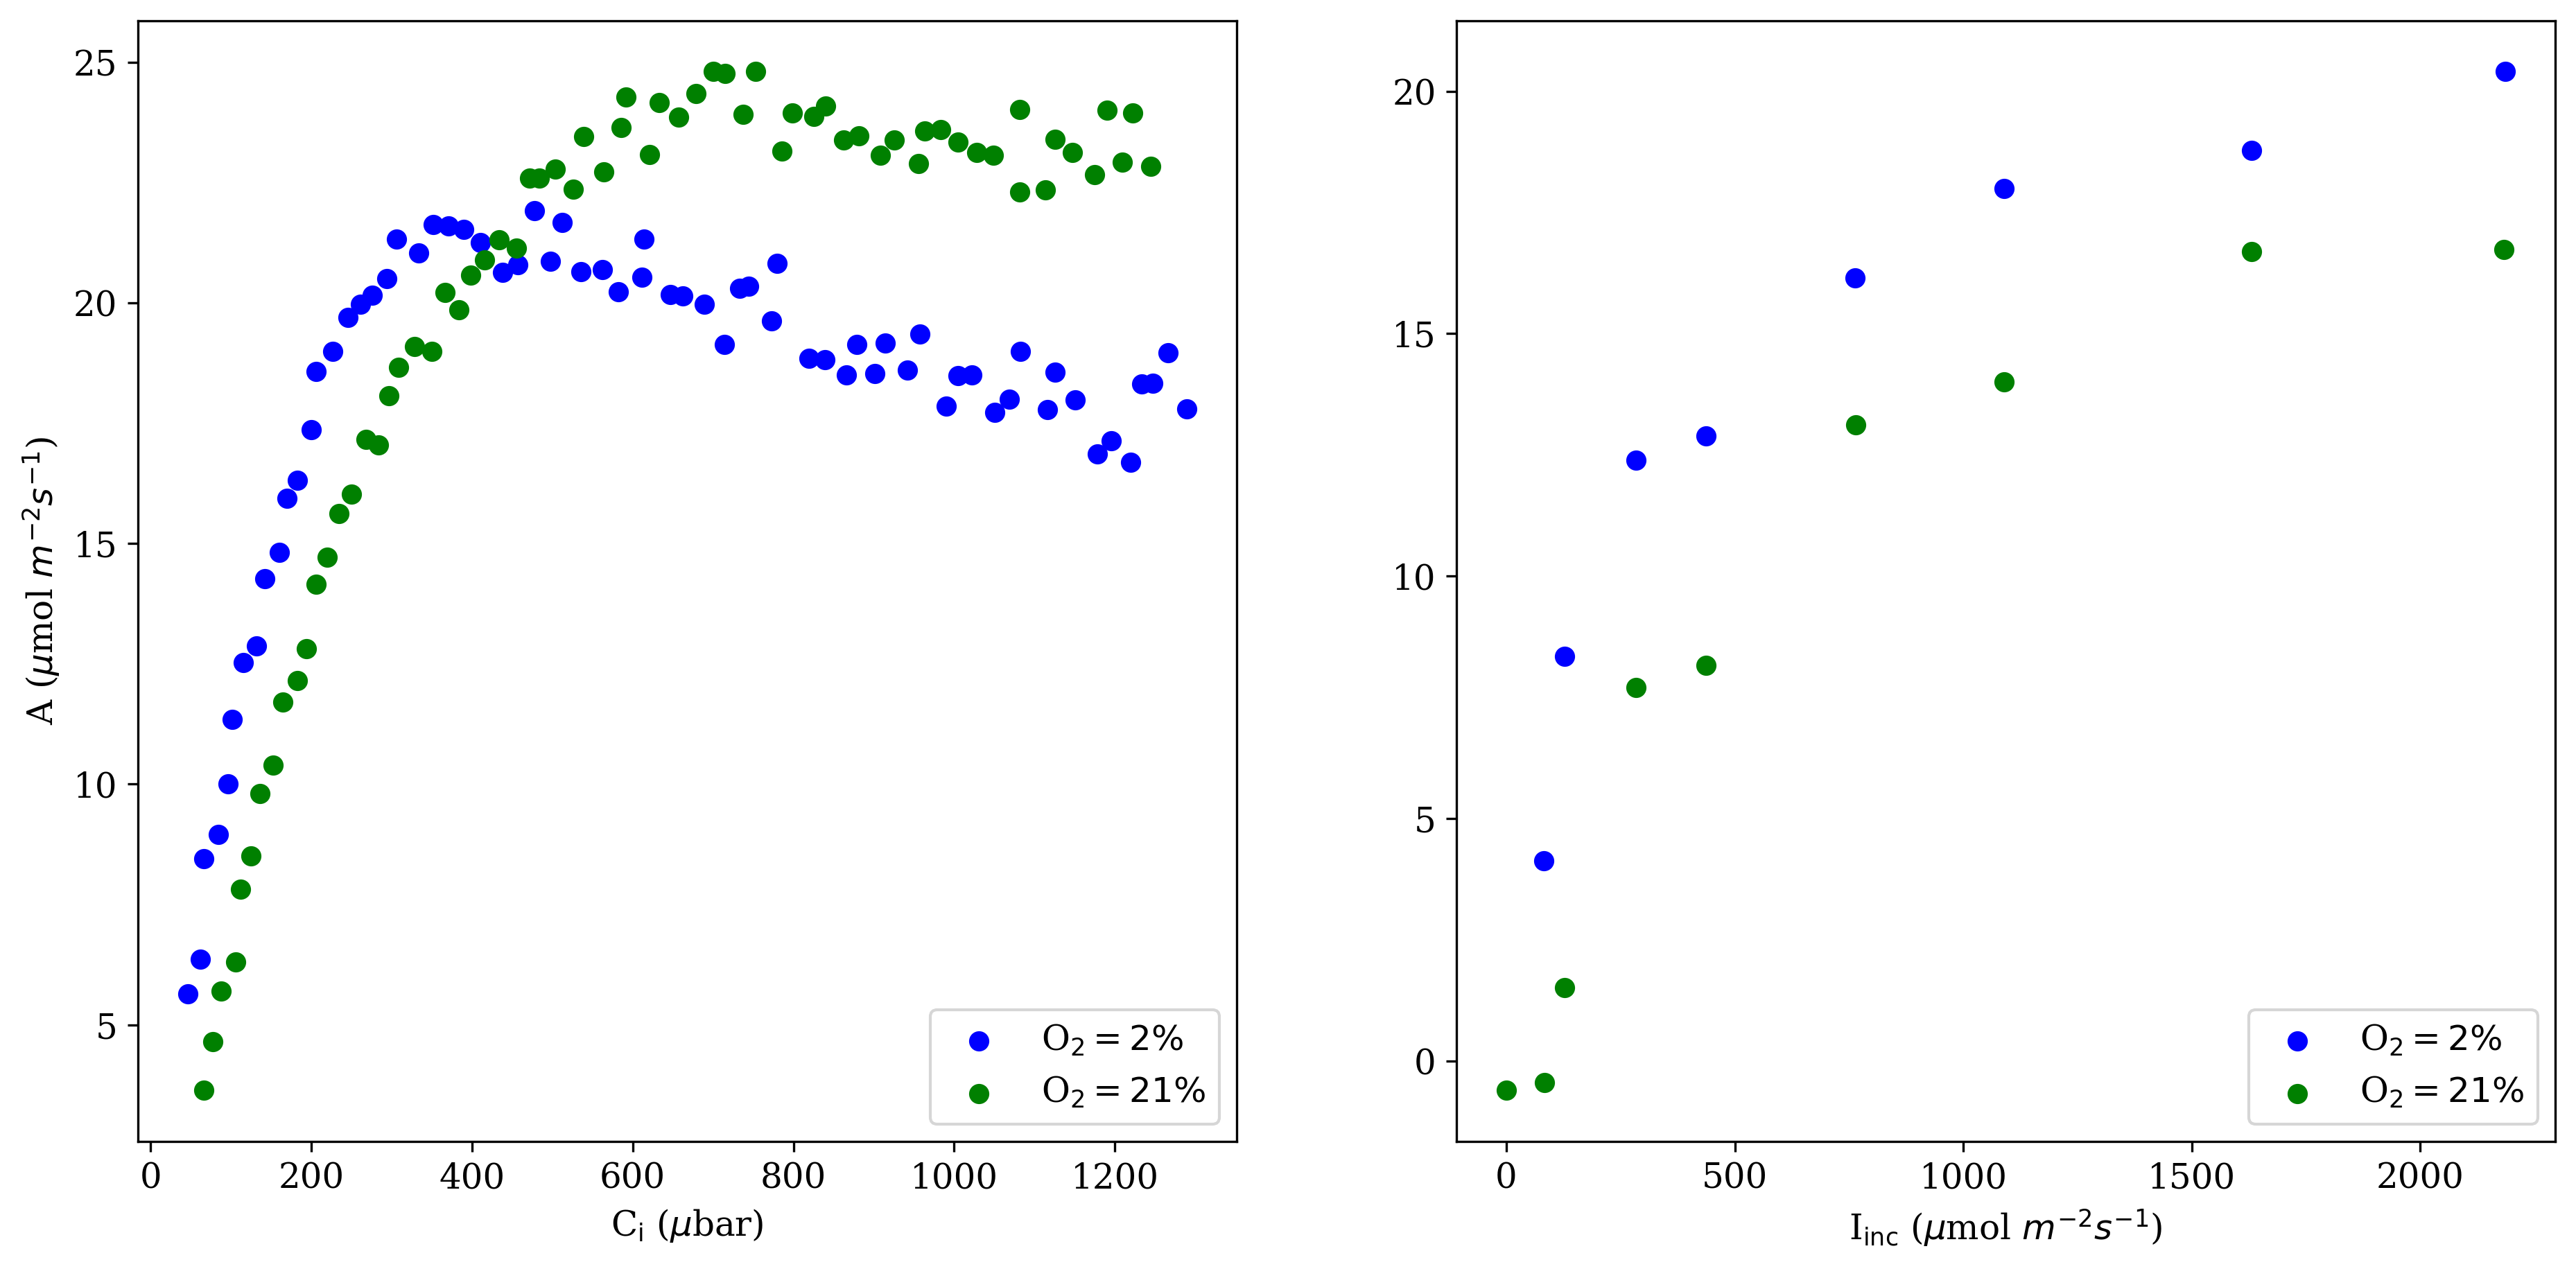 25
20
15
10
5
A (μmol m⁻²s⁻¹)
0 200 400 600 800 1000 1200
C_i (μbar)
O₂ = 2%
O₂ = 21%
20
15
10
5
0
0 500 1000 1500 2000
I_inc (μmol m⁻²s⁻¹)
O₂ = 2%
O₂ = 21%